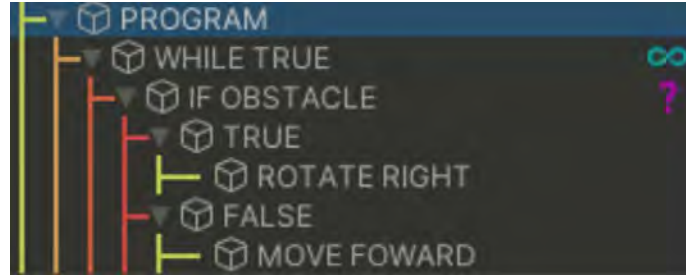 PROGRAM
WHILE TRUE
IF OBSTACLE
?
TRUE
ROTATE RIGHT
FALSE
MOVE FOWARD